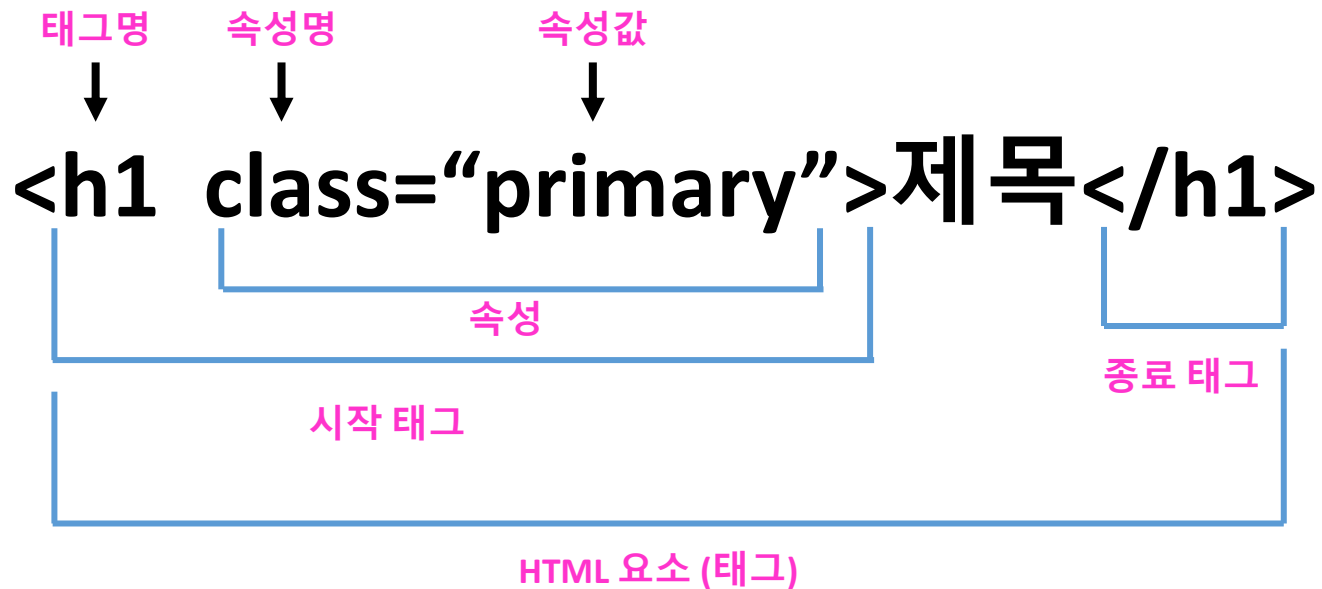 태그명 속성명 속성값
<h1 class=“primary”>제목</h1>
속성
종료 태그
시작 태그
HTML 요소 (태그)